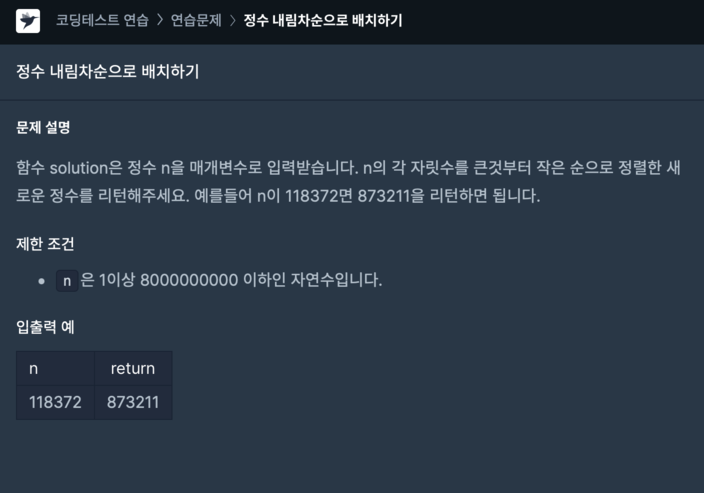 코딩테스트 연습 > 연습문제 > 정수 내림차순으로 배치하기
정수 내림차순으로 배치하기
문제 설명
함수 solution은 정수 n을 매개변수로 입력받습니다. n의 각 자릿수를 큰것부터 작은 순으로 정렬한 새
로운 정수를 리턴해주세요. 예를들어 n이 118372면 873211을 리턴하면 됩니다.
제한 조건
• n 은 1이상 8000000000 이하인 자연수입니다.
입출력 예
n return
118372 873211